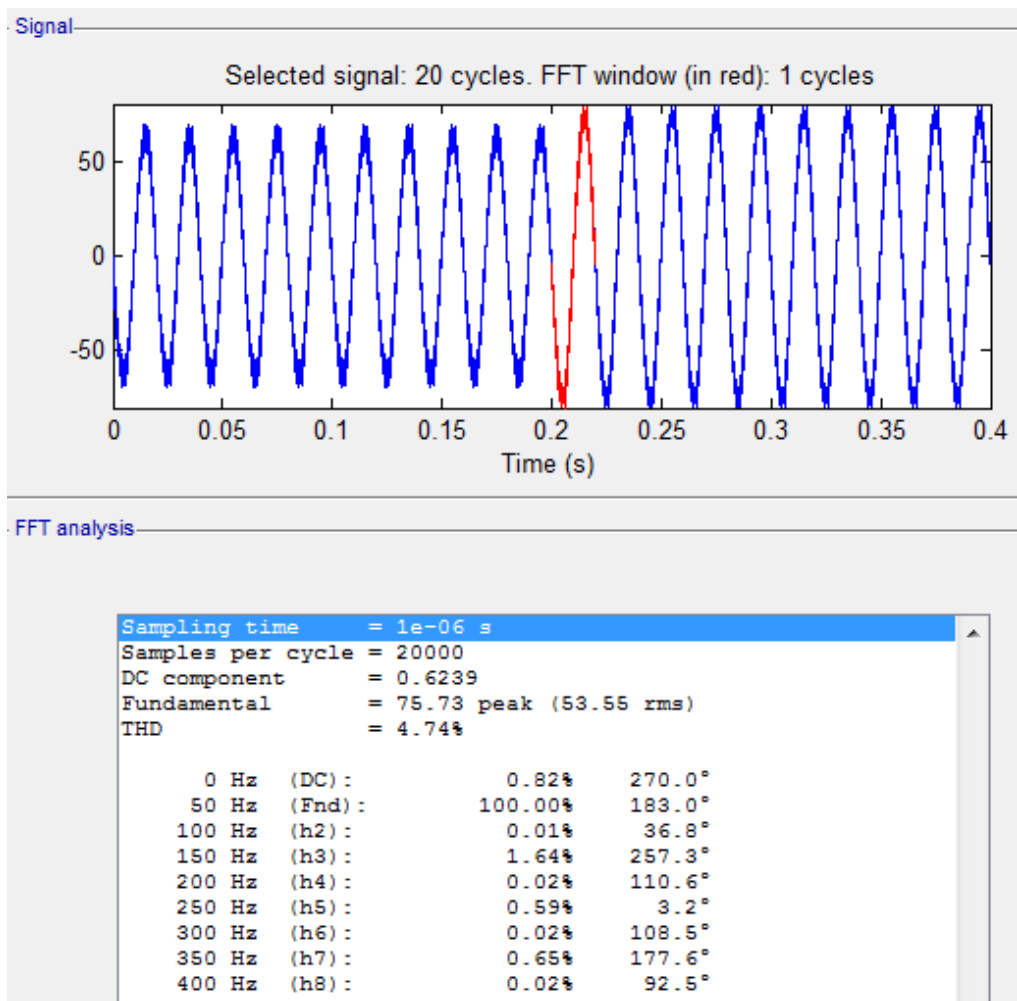 Signal
Selected signal: 20 cycles. FFT window (in red): 1 cycles
50
0
-50
0 0.05 0.1 0.15 0.2 0.25 0.3 0.35 0.4
Time (s)
FFT analysis
Sampling time = 1e-06 s
Samples per cycle = 20000
DC component = 0.6239
Fundamental = 75.73 peak (53.55 rms)
THD = 4.74%
0 Hz (DC): 0.82% 270.0°
50 Hz (Fnd): 100.00% 183.0°
100 Hz (h2): 0.01% 36.8°
150 Hz (h3): 1.64% 257.3°
200 Hz (h4): 0.02% 110.6°
250 Hz (h5): 0.59% 3.2°
300 Hz (h6): 0.02% 108.5°
350 Hz (h7): 0.65% 177.6°
400 Hz (h8): 0.02% 92.5°